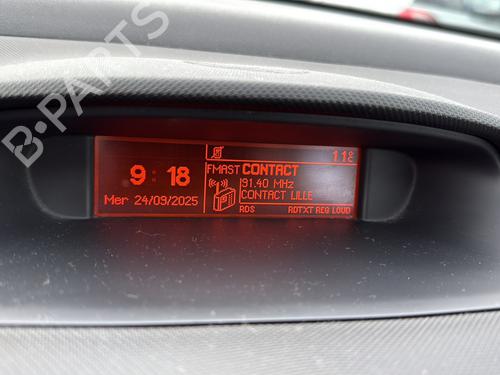 11°C
9:18
FMAST CONTACT
91.40 MHz
CONTACT LILLE
Mer 24/09/2025
RDS RDTXT REG LOUD
B-PARTS